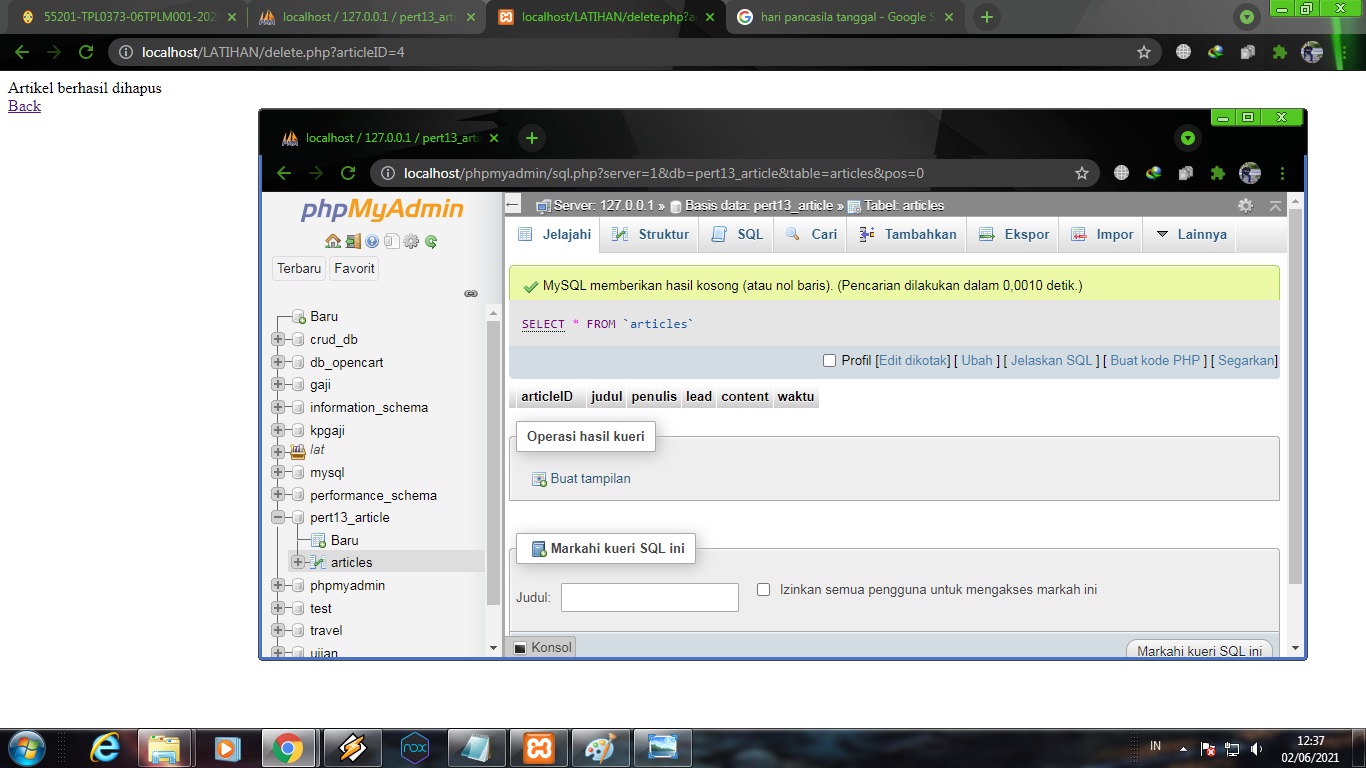 55201-TPL0373-06TPLM001-202
localhost / 127.0.0.1 / pert13_arti
localhost/LATIHAN/delete.php?a
hari pancasila tanggal - Google S
localhost/LATIHAN/delete.php?articleID=4
Artikel berhasil dihapus
Back
localhost / 127.0.0.1 / pert13_arti
localhost/phpmyadmin/sql.php?server=1&db=pert13_article&table=articles&pos=0
phpMyAdmin
Terbaru Favorit
Baru
crud_db
db_opencart
gaji
information_schema
kpgaji
lat
mysql
performance_schema
pert13_article
Baru
articles
phpmyadmin
test
travel
ujian
Server: 127.0.0.1 » Basis data: pert13_article » Tabel: articles
Jelajahi Struktur SQL Cari Tambahkan Ekspor Impor Lainnya
MySQL memberikan hasil kosong (atau nol baris). (Pencarian dilakukan dalam 0,0010 detik.)
SELECT * FROM `articles`
Profil [Edit dikotak] [ Ubah ] [ Jelaskan SQL ] [ Buat kode PHP ] [ Segarkan]
articleID judul penulis lead content waktu
Operasi hasil kueri
Buat tampilan
Markahi kueri SQL ini
Judul: Izinkan semua pengguna untuk mengakses markah ini
Konsol
Markahi kueri SQL ini
nox
IN
12:37
02/06/2021